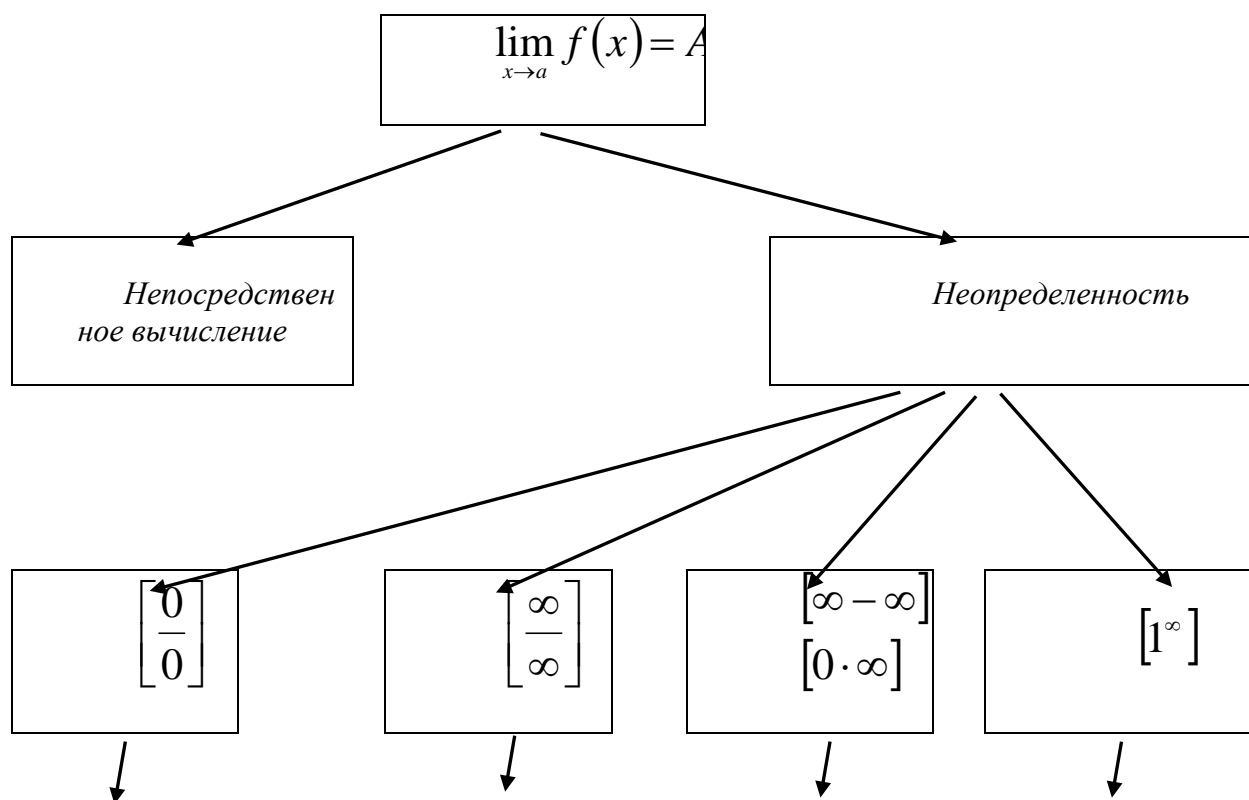 lim f(x) = A
x→a
Непосредствен
ное вычисление
Неопределенность
[0/0]
[∞/∞]
[∞ − ∞]
[0 · ∞]
[1^∞]